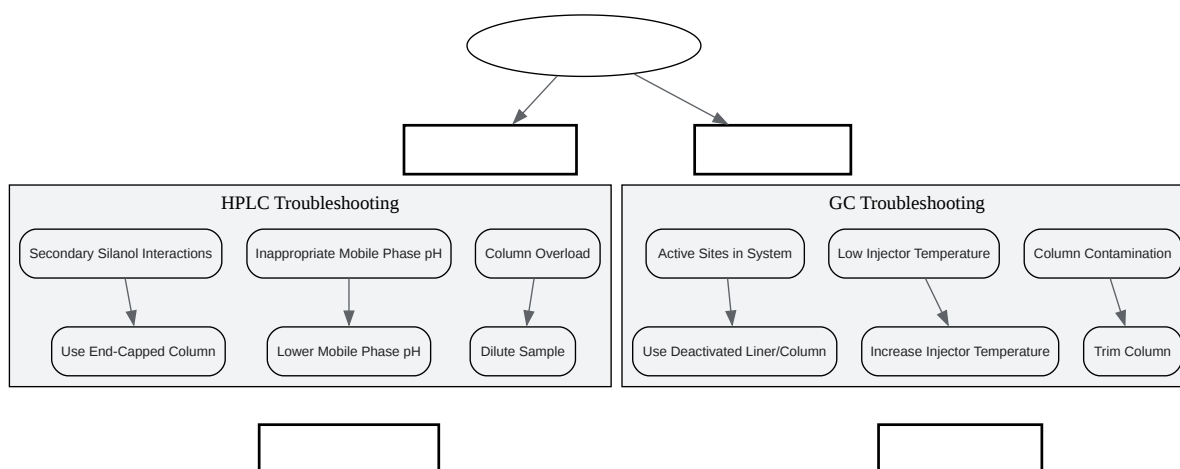 HPLC Troubleshooting
Secondary Silanol Interactions
Inappropriate Mobile Phase pH
Column Overload
Use End-Capped Column
Lower Mobile Phase pH
Dilute Sample
GC Troubleshooting
Active Sites in System
Low Injector Temperature
Column Contamination
Use Deactivated Liner/Column
Increase Injector Temperature
Trim Column